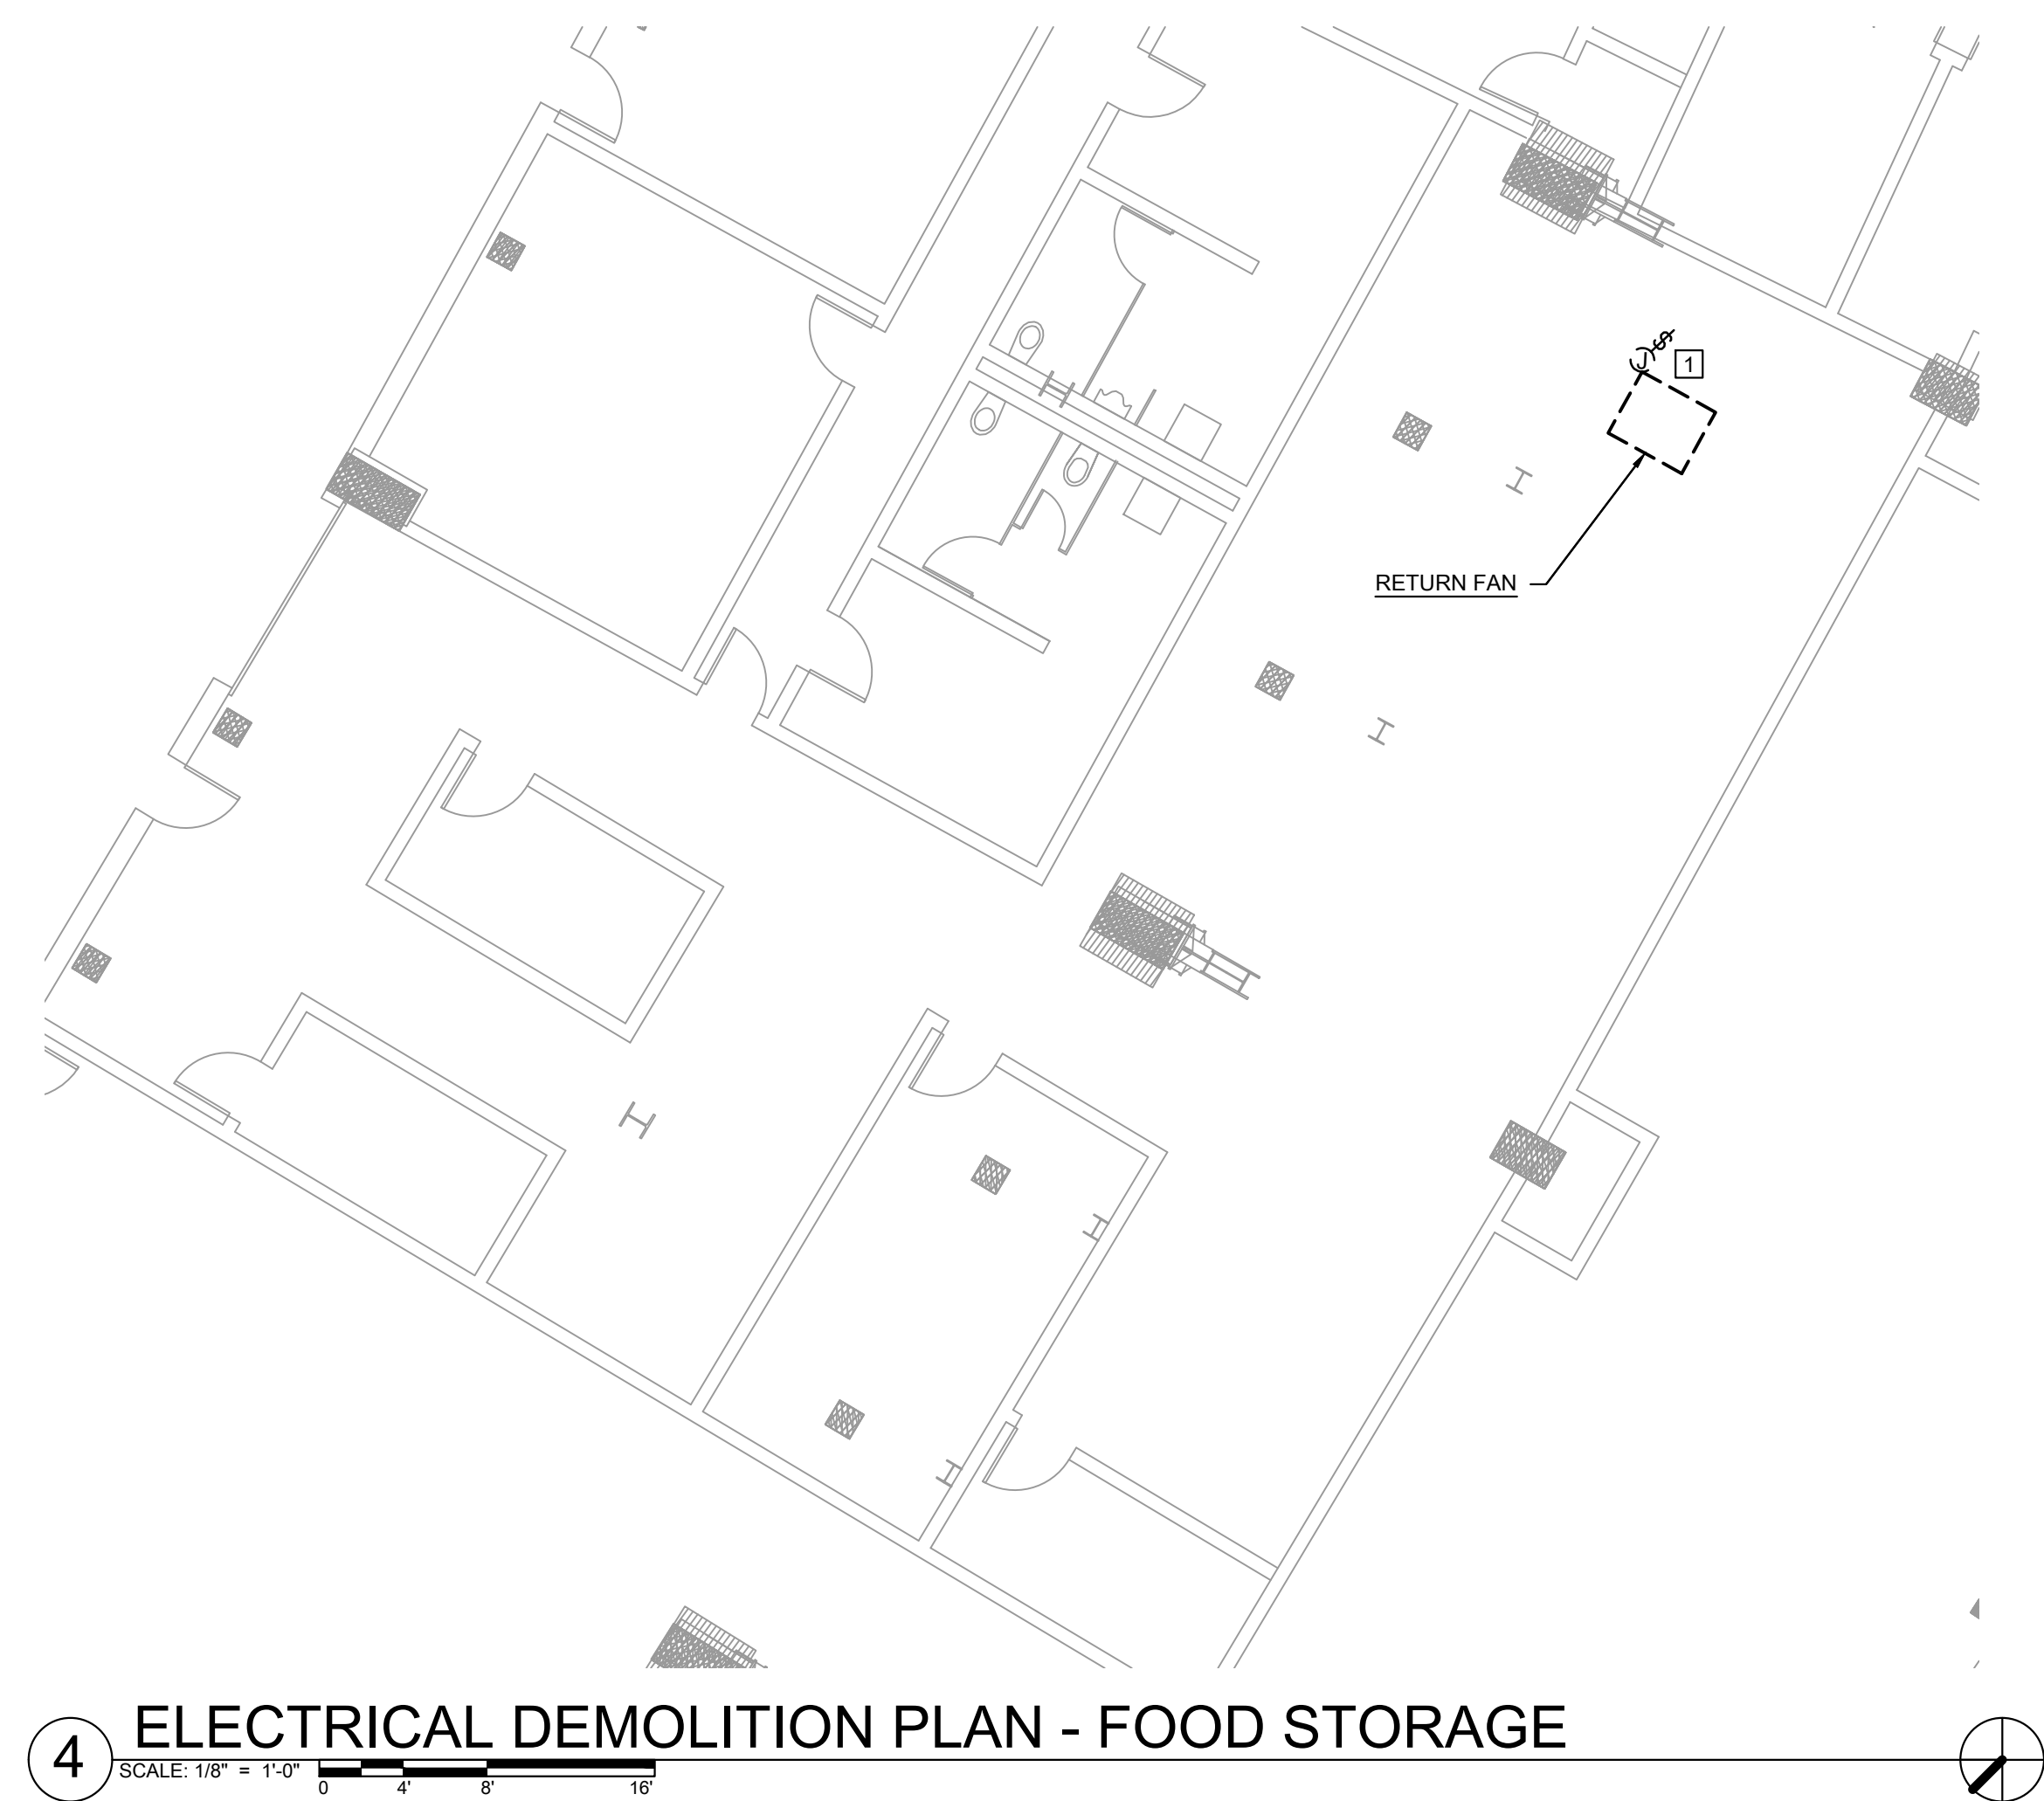 J$
1
RETURN FAN
4
ELECTRICAL DEMOLITION PLAN - FOOD STORAGE
SCALE: 1/8" = 1'-0"
0 4' 8' 16'